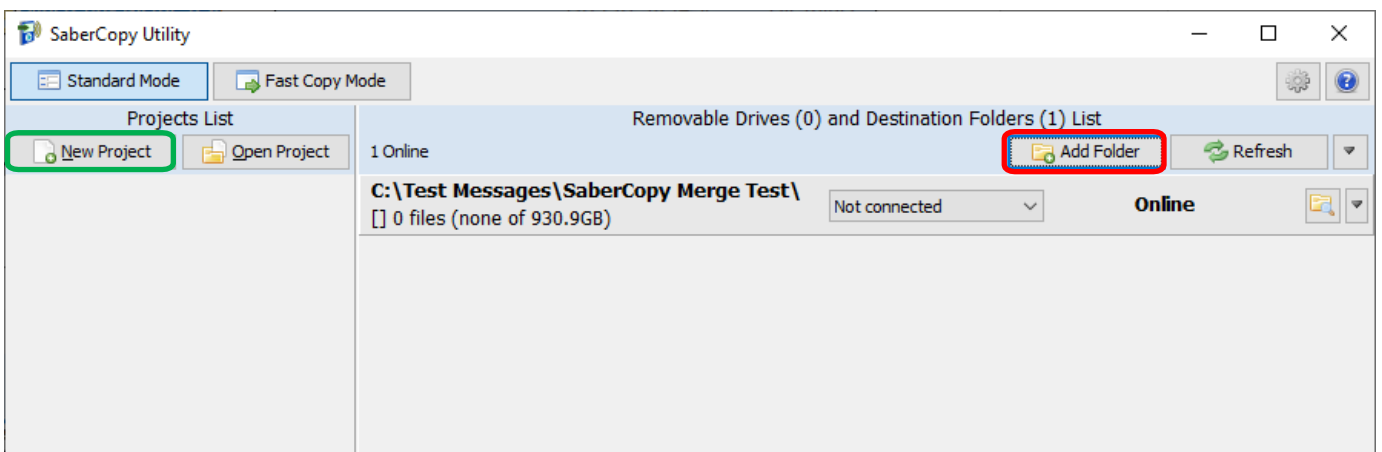 SaberCopy Utility
Standard Mode
Fast Copy Mode
Projects List
New Project
Open Project
Removable Drives (0) and Destination Folders (1) List
1 Online
Add Folder
Refresh
C:\Test Messages\SaberCopy Merge Test\
[] 0 files (none of 930.9GB)
Not connected
Online